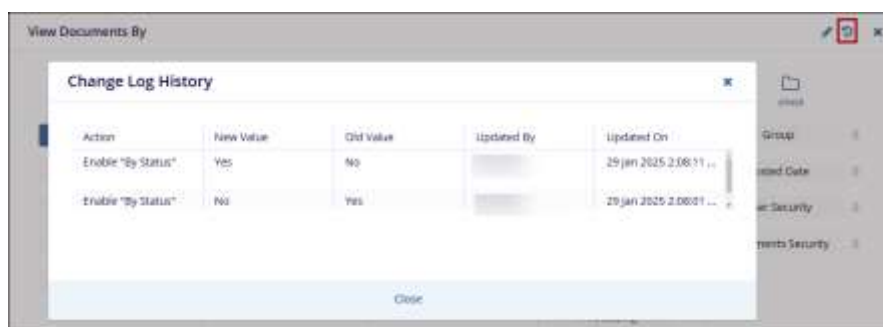 View Documents By
Change Log History
Action New Value Old Value Updated By Updated On
Enable "By Status" Yes No 29 Jan 2025 2:08:11 ...
Enable "By Status" No Yes 29 Jan 2025 2:08:01 ...
Group
Date
Security
Security
Close